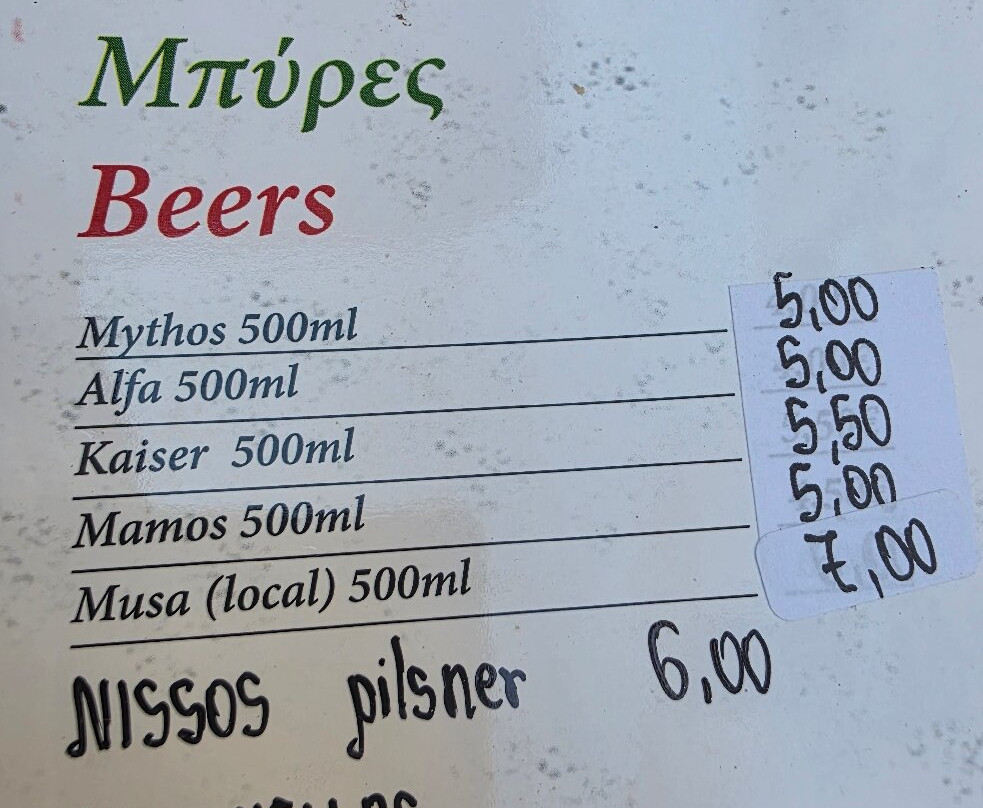 Μπύρες
Beers
Mythos 500ml 5,00
Alfa 500ml 5,00
Kaiser 500ml 5,50
Mamos 500ml 5,00
Musa (local) 500ml 7,00
NISSOS pilsner 6,00